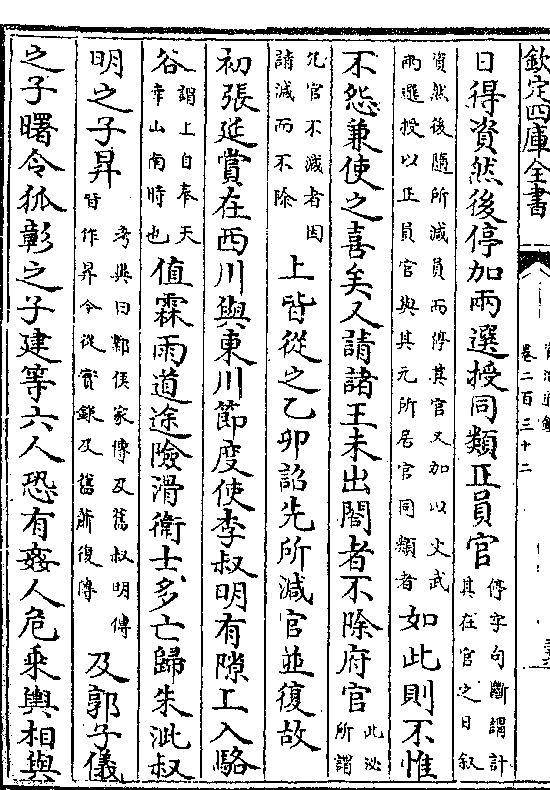 欽定四庫全書 卷二百三十二
日得資然後停加兩選授同類正員官停字句斷謂計其在官之日叙
資然後隨所減員而停其官又加以文武兩選授以正員官與其元所居官同類者如此則不惟
不怨兼使之喜矣又請諸王未出閤者不除府官此泌所謂
凡官不減者因請減而不除上皆從之乙卯詔先所減官並復故
初張延賞在西川與東川節度使李叔明有隙上入駱
谷謂上自奉天幸山南時也值霖雨道途險滑衛士多亡歸朱泚叔
明之子昇考異曰鄴侯家傳及舊叔明傳皆作昇今從實録及舊蕭復傳及郭子儀
之子曙令狐彰之子建等六人恐有姦人危乘輿相與